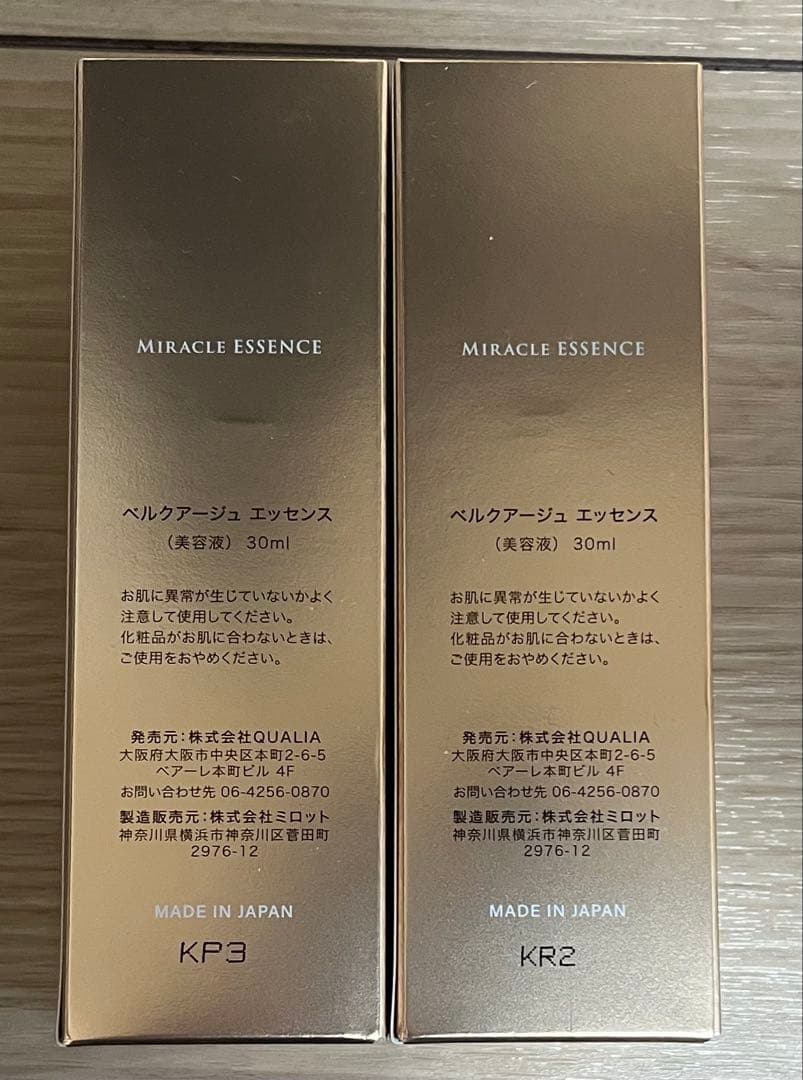 MIRACLE ESSENCE
ベルクアージュ エッセンス
（美容液） 30ml
お肌に異常が生じていないかよく
注意して使用してください。
化粧品がお肌に合わないときは、
ご使用をおやめください。
発売元：株式会社QUALIA
大阪府大阪市中央区本町2-6-5
ベアーレ本町ビル 4F
お問い合わせ先 06-4256-0870
製造販売元：株式会社ミロット
神奈川県横浜市神奈川区菅田町
2976-12
MADE IN JAPAN
KP3
MIRACLE ESSENCE
ベルクアージュ エッセンス
（美容液） 30ml
お肌に異常が生じていないかよく
注意して使用してください。
化粧品がお肌に合わないときは、
ご使用をおやめください。
発売元：株式会社QUALIA
大阪府大阪市中央区本町2-6-5
ベアーレ本町ビル 4F
お問い合わせ先 06-4256-0870
製造販売元：株式会社ミロット
神奈川県横浜市神奈川区菅田町
2976-12
MADE IN JAPAN
KR2